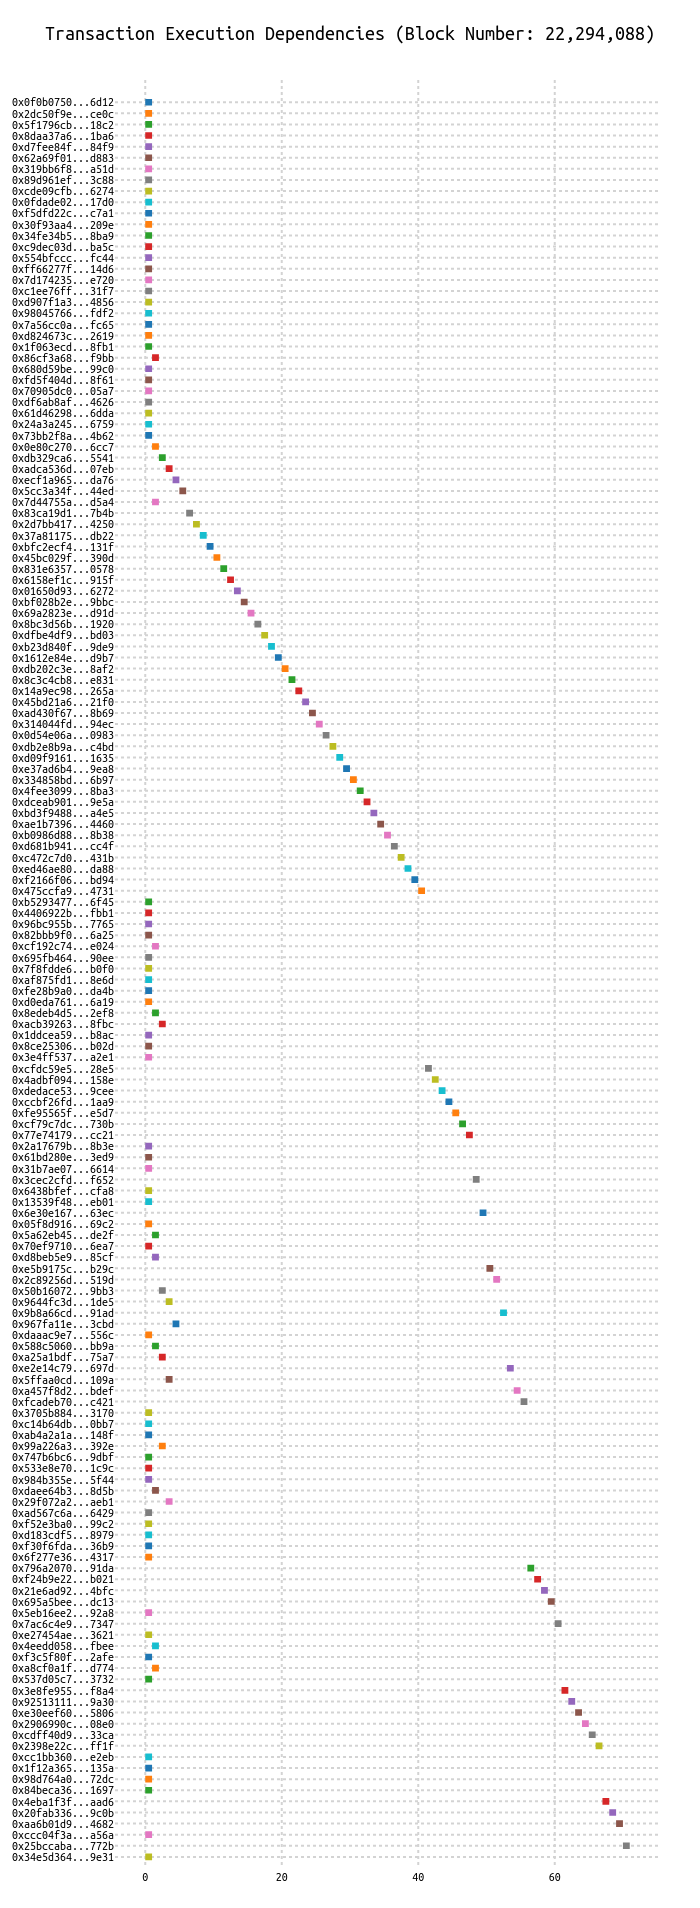 Transaction Execution Dependencies (Block Number: 22,294,088)
0x0f0b0750...6d12
0x2dc50f9e...ce0c
0x5f1796cb...18c2
0x8daa37a6...1ba6
0xd7fee84f...84f9
0x62a69f01...d883
0x319bb6f8...a51d
0x89d961ef...3c88
0xcde09cfb...6274
0x0fdade02...17d0
0xf5dfd22c...c7a1
0x30f93aa4...209e
0x34fe34b5...8ba9
0xc9dec03d...ba5c
0x554bfccc...fc44
0xff66277f...14d6
0x7d174235...e720
0xc1ee76ff...31f7
0xd907f1a3...4856
0x98045766...fdf2
0x7a56cc0a...fc65
0xd824673c...2619
0x1f063ecd...8fb1
0x86cf3a68...f9bb
0x680d59be...99c0
0xfd5f404d...8f61
0x70905dc0...05a7
0xdf6ab8af...4626
0x61d46298...6dda
0x24a3a245...6759
0x73bb2f8a...4b62
0x0e80c270...6cc7
0xdb329ca6...5541
0xadca536d...07eb
0xecf1a965...da76
0x5cc3a34f...44ed
0x7d44755a...d5a4
0x83ca19d1...7b4b
0x2d7bb417...4250
0x37a81175...db22
0xbfc2ecf4...131f
0x45bc029f...390d
0x831e6357...0578
0x6158ef1c...915f
0x01650d93...6272
0xbf028b2e...9bbc
0x69a2823e...d91d
0x8bc3d56b...1920
0xdfbe4df9...bd03
0xb23d840f...9de9
0x1612e84e...d9b7
0xdb202c3e...8af2
0x8c3c4cb8...e831
0x14a9ec98...265a
0x45bd21a6...21f0
0xad430f67...8b69
0x314044fd...94ec
0x0d54e06a...0983
0xdb2e8b9a...c4bd
0xd09f9161...1635
0xe37ad6b4...9ea8
0x334858bd...6b97
0x4fee3099...8ba3
0xdceab901...9e5a
0xbd3f9488...a4e5
0xae1b7396...4460
0xb0986d88...8b38
0xd681b941...cc4f
0xc472c7d0...431b
0xed46ae80...da88
0xf2166f06...bd94
0x475ccfa9...4731
0xb5293477...6f45
0x4406922b...fbb1
0x96bc955b...7765
0x82bbb9f0...6a25
0xcf192c74...e024
0x695fb464...90ee
0x7f8fdde6...b0f0
0xaf875fd1...8e6d
0xfe28b9a0...da4b
0xd0eda761...6a19
0x8edeb4d5...2ef8
0xacb39263...8fbc
0x1ddcea59...b8ac
0x8ce25306...b02d
0x3e4ff537...a2e1
0xcfdc59e5...28e5
0x4adbf094...158e
0xdedace53...9cee
0xccbf26fd...1aa9
0xfe95565f...e5d7
0xcf79c7dc...730b
0x77e74179...cc21
0x2a17679b...8b3e
0x61bd280e...3ed9
0x31b7ae07...6614
0x3cec2cfd...f652
0x6438bfef...cfa8
0x13539f48...eb01
0x6e30e167...63ec
0x05f8d916...69c2
0x5a62eb45...de2f
0x70ef9710...6ea7
0xd8beb5e9...85cf
0xe5b9175c...b29c
0x2c89256d...519d
0x50b16072...9bb3
0x9644fc3d...1de5
0x9b8a66cd...91ad
0x967fa11e...3cbd
0xdaaac9e7...556c
0x588c5060...bb9a
0xa25a1bdf...75a7
0xe2e14c79...697d
0x5ffaa0cd...109a
0xa457f8d2...bdef
0xfcadeb70...c421
0x3705b884...3170
0xc14b64db...0bb7
0xab4a2a1a...148f
0x99a226a3...392e
0x747b6bc6...9dbf
0x533e8e70...1c9c
0x984b355e...5f44
0xdaee64b3...8d5b
0x29f072a2...aeb1
0xad567c6a...6429
0xf52e3ba0...99c2
0xd183cdf5...8979
0xf30f6fda...36b9
0x6f277e36...4317
0x796a2070...91da
0xf24b9e22...b021
0x21e6ad92...4bfc
0x695a5bee...dc13
0x5eb16ee2...92a8
0x7ac6c4e9...7347
0xe27454ae...3621
0x4eedd058...fbee
0xf3c5f80f...2afe
0xa8cf0a1f...d774
0x537d05c7...3732
0x3e8fe955...f8a4
0x92513111...9a30
0xe30eef60...5806
0x2906990c...08e0
0xcdff40d9...33ca
0x2398e22c...ff1f
0xcc1bb360...e2eb
0x1f12a365...135a
0x98d764a0...72dc
0x84beca36...1697
0x4eba1f3f...aad6
0x20fab336...9c0b
0xaa6b01d9...4682
0xccc04f3a...a56a
0x25bccaba...772b
0x34e5d364...9e31
0 20 40 60